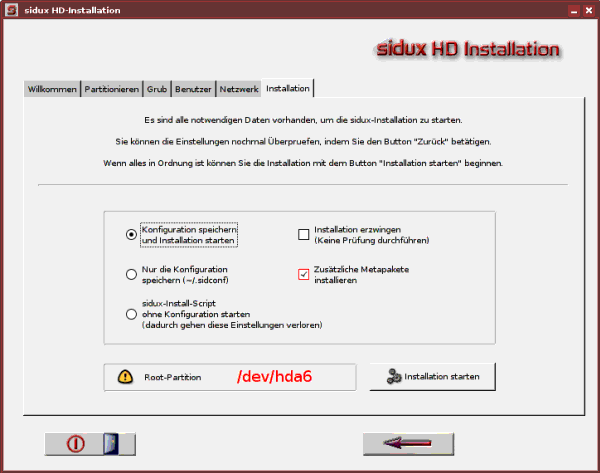 sidux HD-Installation
sidux HD Installation
Willkommen Partitionieren Grub Benutzer Netzwerk Installation
Es sind alle notwendigen Daten vorhanden, um die sidux-Installation zu starten.
Sie können die Einstellungen nochmal Überpruefen, indem Sie den Button "Zurück" betätigen.
Wenn alles in Ordnung ist können Sie die Installation mit dem Button "Installation starten" beginnen.
Konfiguration speichern
und Installation starten
Installation erzwingen
(Keine Prüfung durchführen)
Nur die Konfiguration
speichern (~/.sidconf)
Zusätzliche Metapakete
installieren
sidux-Install-Script
ohne Konfiguration starten
(dadurch gehen diese Einstellungen verloren)
Root-Partition /dev/hda6
Installation starten